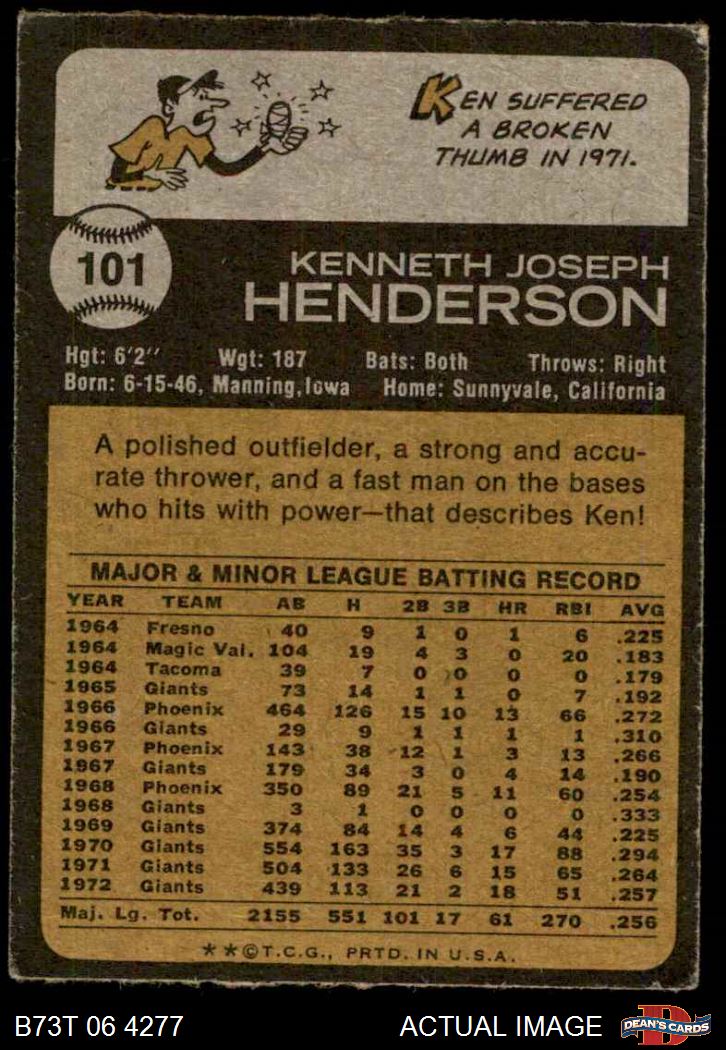 KEN SUFFERED
A BROKEN
THUMB IN 1971.
101
KENNETH JOSEPH
HENDERSON
Hgt: 6'2'' Wgt: 187 Bats: Both Throws: Right
Born: 6-15-46, Manning, Iowa Home: Sunnyvale, California
A polished outfielder, a strong and accu-
rate thrower, and a fast man on the bases
who hits with power—that describes Ken!
MAJOR & MINOR LEAGUE BATTING RECORD
YEAR TEAM AB H 2B 3B HR RBI AVG
1964 Fresno 40 9 1 0 1 6 .225
1964 Magic Val. 104 19 4 3 0 20 .183
1964 Tacoma 39 7 0 0 0 0 .179
1965 Giants 73 14 1 1 0 7 .192
1966 Phoenix 464 126 15 10 13 66 .272
1966 Giants 29 9 1 1 1 1 .310
1967 Phoenix 143 38 12 1 3 13 .266
1967 Giants 179 34 3 0 4 14 .190
1968 Phoenix 350 89 21 5 11 60 .254
1968 Giants 3 1 0 0 0 0 .333
1969 Giants 374 84 14 4 6 44 .225
1970 Giants 554 163 35 3 17 88 .294
1971 Giants 504 133 26 6 15 65 .264
1972 Giants 439 113 21 2 18 51 .257
Maj. Lg. Tot. 2155 551 101 17 61 270 .256
**©T.C.G., PRTD. IN U.S.A.
B73T 06 4277 ACTUAL IMAGE D DEAN'S CARDS